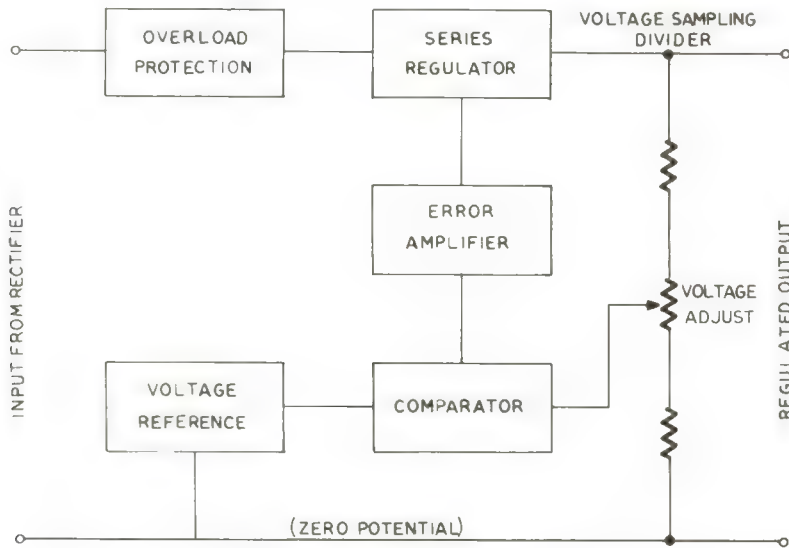 OVERLOAD
PROTECTION
SERIES
REGULATOR
VOLTAGE SAMPLING
DIVIDER
ERROR
AMPLIFIER
INPUT FROM RECTIFIER
VOLTAGE
ADJUST
REGULATED OUTPUT
VOLTAGE
REFERENCE
COMPARATOR
(ZERO POTENTIAL)